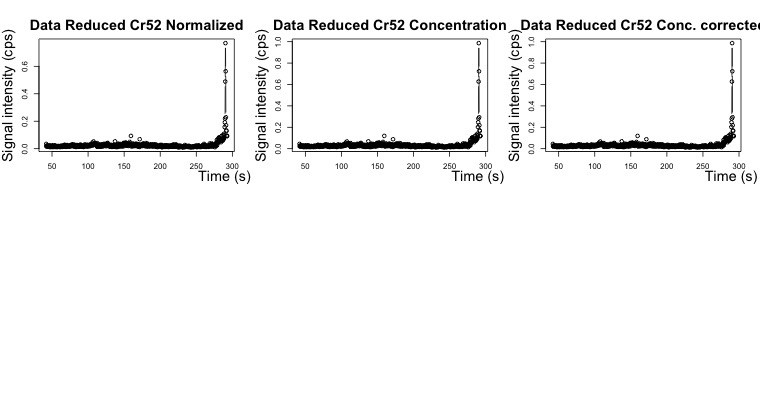 Data Reduced Cr52 Normalized
Signal intensity (cps)
0.0 0.2 0.4 0.6
50 100 150 200 250 300
Time (s)
Data Reduced Cr52 Concentration
Signal intensity (cps)
0.0 0.2 0.4 0.6 0.8 1.0
50 100 150 200 250 300
Time (s)
Data Reduced Cr52 Conc. corrected
Signal intensity (cps)
0.0 0.2 0.4 0.6 0.8 1.0
50 100 150 200 250 300
Time (s)